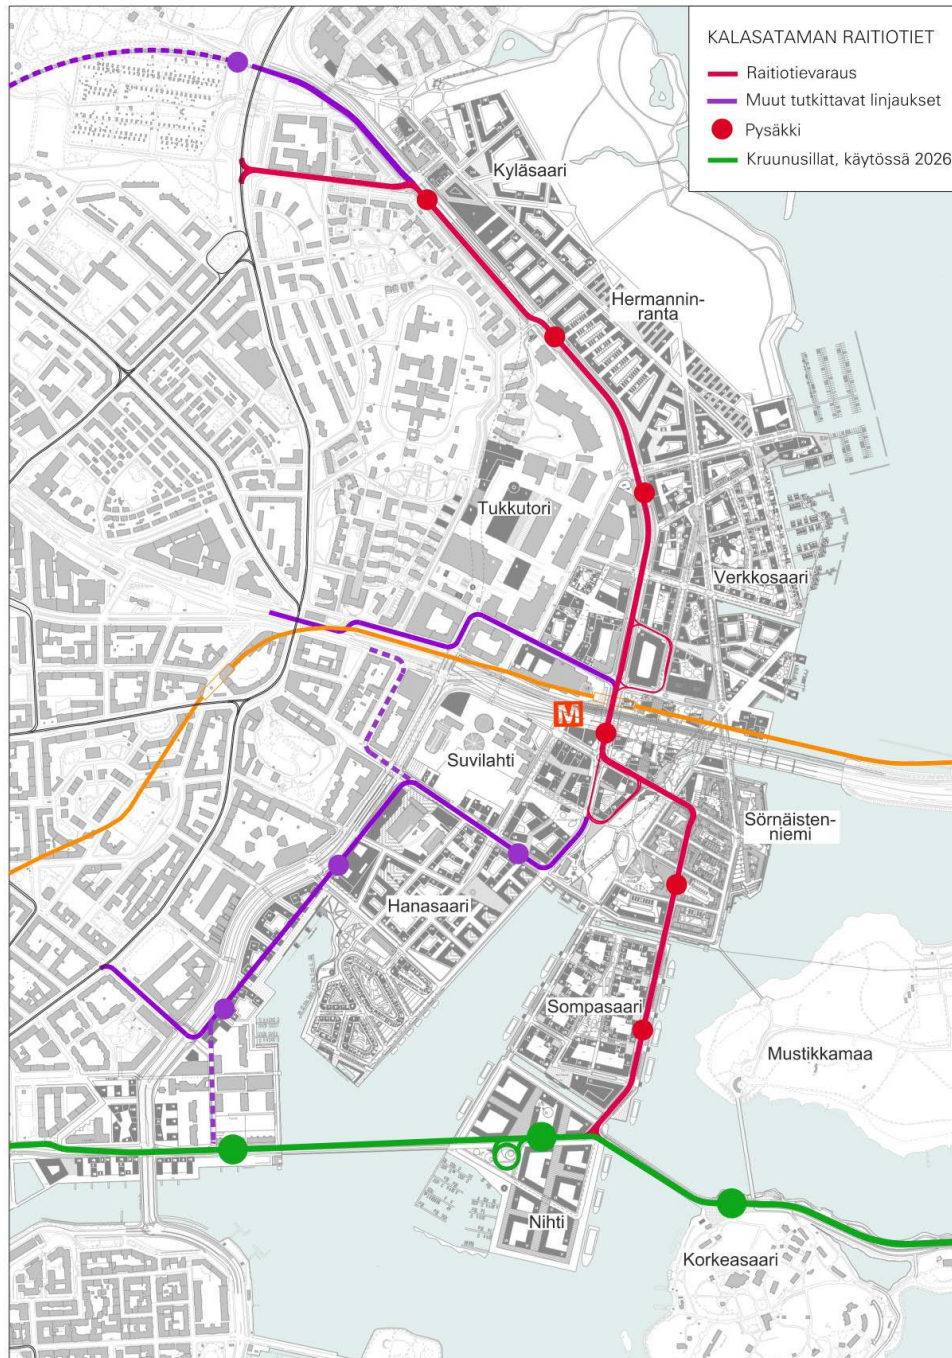 KALASATAMAN RAITIOTIET
Raitiotievaraus
Muut tutkittavat linjaukset
Pysäkki
Kruunusillat, käytössä 2026
Kyläsaari
Hermannin-
ranta
Tukkutori
Verkkosaari
M
Suvilahti
Sörnäisten-
niemi
Hanasaari
Sompasaari
Mustikkamaa
Nihti
Korkeasaari